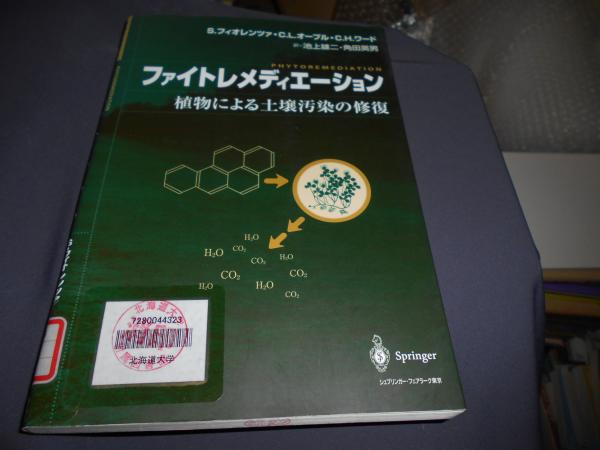 S.フィオレンツァ・C.L.オーブル・C.H.ワード
訳・池上雄二・角田英男
PHYTOREMEDIATION
ファイトレメディエーション
植物による土壌汚染の修復
H₂O
CO₂
H₂O
CO₂
H₂O
CO₂
CO₂
H₂O
H₂O
CO₂
北海道大
7280044323
北海道大学
Springer
シュプリンガー・フェアラーク東京